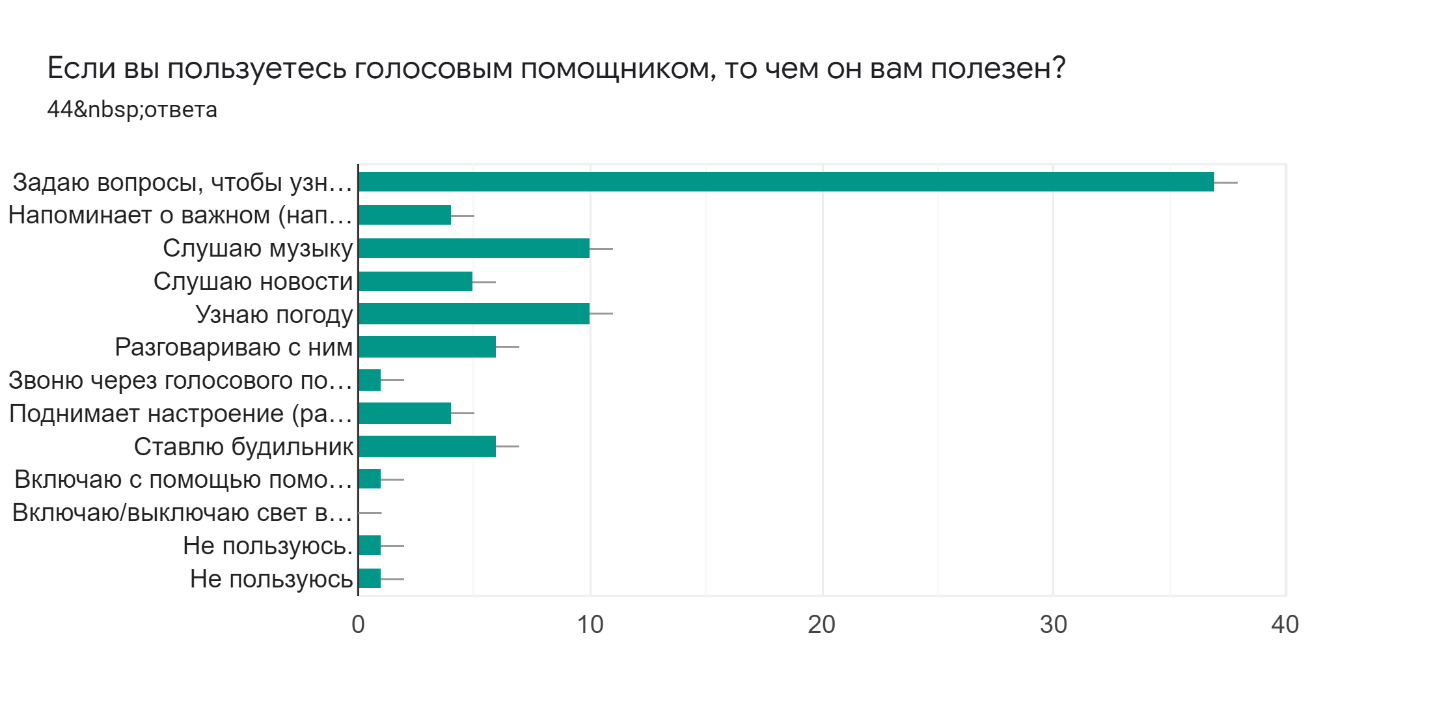 Если вы пользуетесь голосовым помощником, то чем он вам полезен?
44&nbsp;ответа
Задаю вопросы, чтобы узн…
Напоминает о важном (нап…
Слушаю музыку
Слушаю новости
Узнаю погоду
Разговариваю с ним
Звоню через голосового по…
Поднимает настроение (ра…
Ставлю будильник
Включаю с помощью помо…
Включаю/выключаю свет в…
Не пользуюсь.
Не пользуюсь
0 10 20 30 40